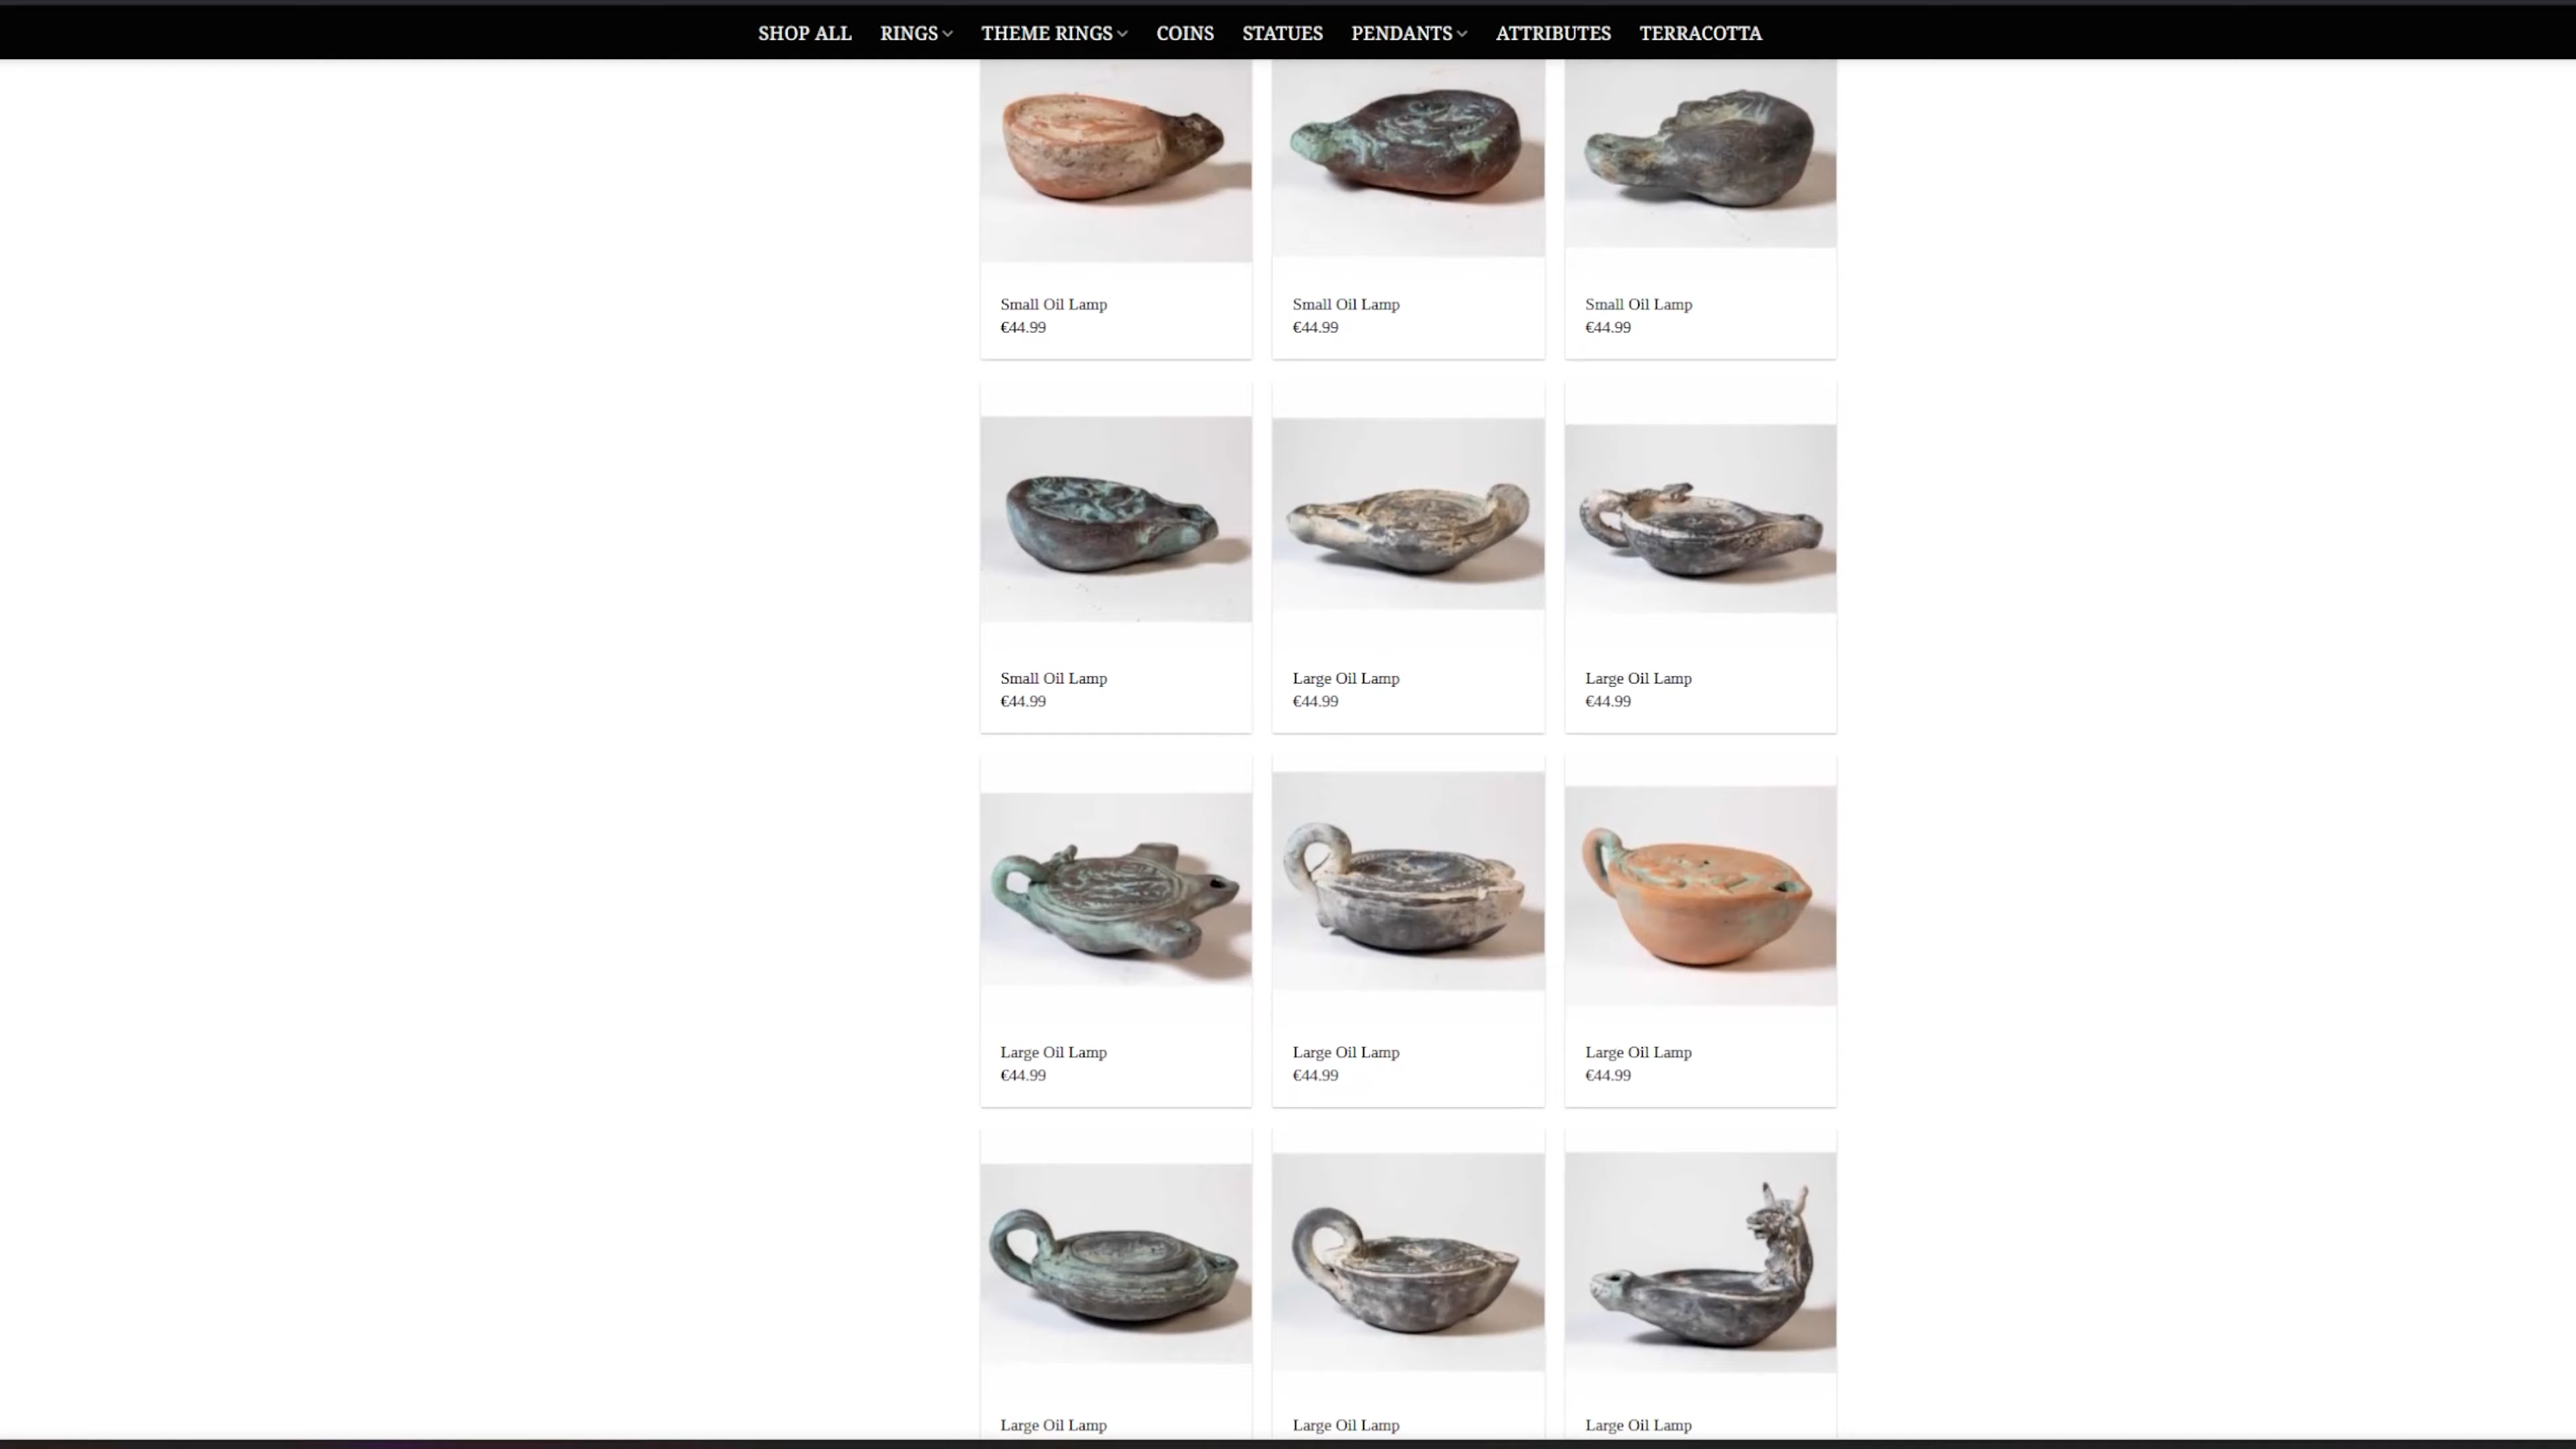 SHOP ALL RINGS THEME RINGS COINS STATUES PENDANTS ATTRIBUTES TERRACOTTA
Small Oil Lamp
€44.99
Small Oil Lamp
€44.99
Small Oil Lamp
€44.99
Small Oil Lamp
€44.99
Large Oil Lamp
€44.99
Large Oil Lamp
€44.99
Large Oil Lamp
€44.99
Large Oil Lamp
€44.99
Large Oil Lamp
€44.99
Large Oil Lamp
Large Oil Lamp
Large Oil Lamp